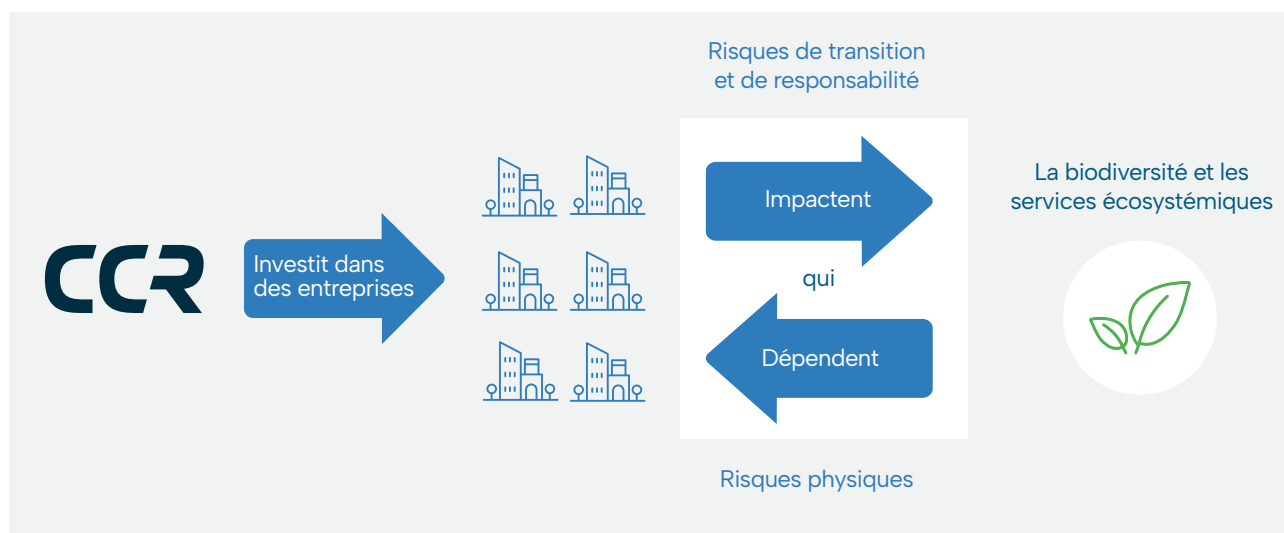 Risques de transition
et de responsabilité
CCR
Investit dans
des entreprises
Impactent
qui
Dépendent
La biodiversité et les
services écosystémiques
Risques physiques